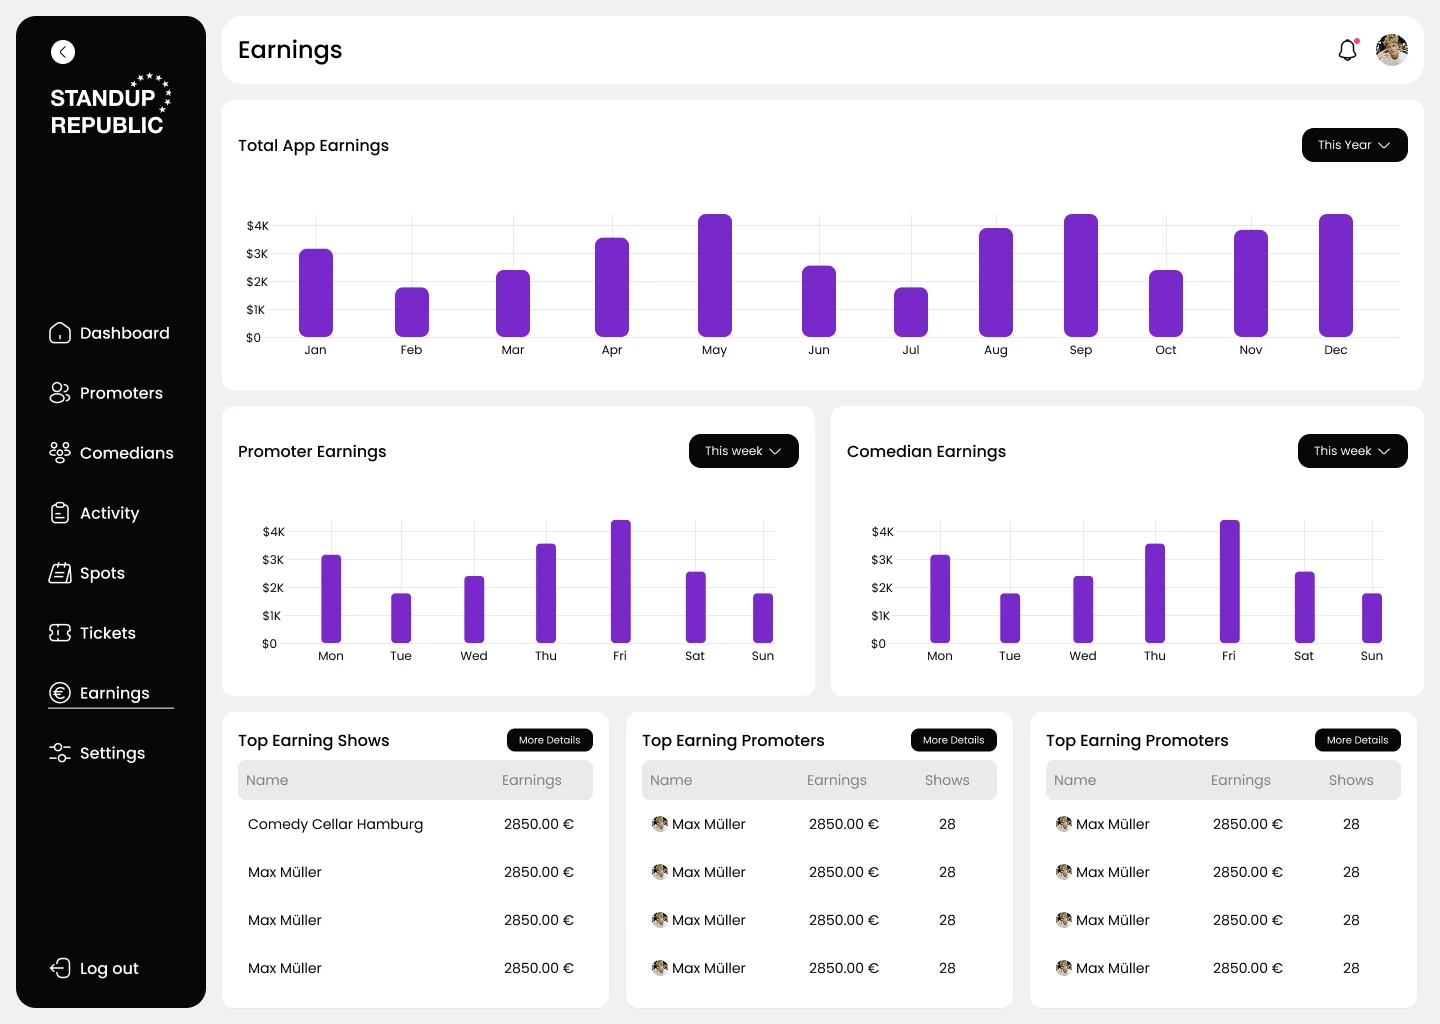 STANDUP
REPUBLIC
Dashboard
Promoters
Comedians
Activity
Spots
Tickets
Earnings
Settings
Log out
Earnings
Total App Earnings
This Year
$4K
$3K
$2K
$1K
$0
Jan Feb Mar Apr May Jun Jul Aug Sep Oct Nov Dec
Promoter Earnings
This week
$4K
$3K
$2K
$1K
$0
Mon Tue Wed Thu Fri Sat Sun
Comedian Earnings
This week
$4K
$3K
$2K
$1K
$0
Mon Tue Wed Thu Fri Sat Sun
Top Earning Shows
More Details
Name Earnings
Comedy Cellar Hamburg 2850.00 €
Max Müller 2850.00 €
Max Müller 2850.00 €
Max Müller 2850.00 €
Top Earning Promoters
More Details
Name Earnings Shows
Max Müller 2850.00 € 28
Max Müller 2850.00 € 28
Max Müller 2850.00 € 28
Max Müller 2850.00 € 28
Top Earning Promoters
More Details
Name Earnings Shows
Max Müller 2850.00 € 28
Max Müller 2850.00 € 28
Max Müller 2850.00 € 28
Max Müller 2850.00 € 28